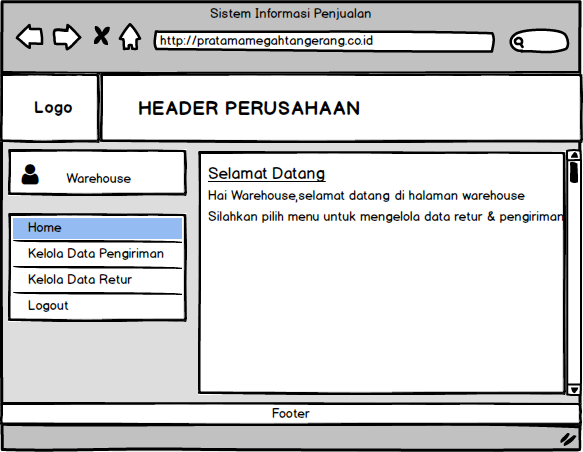 Sistem Informasi Penjualan
http://pratamamegahtangerang.co.id
Logo
HEADER PERUSAHAAN
Warehouse
Home
Kelola Data Pengiriman
Kelola Data Retur
Logout
Selamat Datang
Hai Warehouse,selamat datang di halaman warehouse
Silahkan pilih menu untuk mengelola data retur & pengiriman
Footer